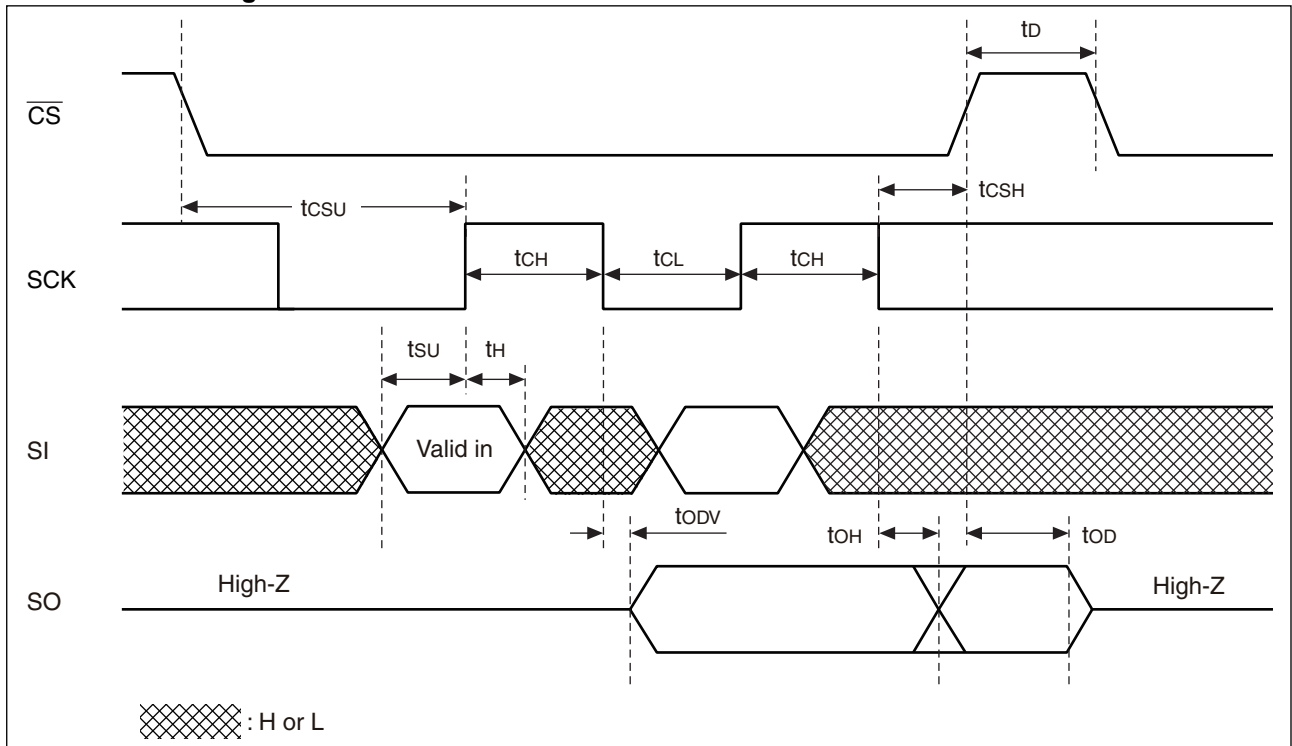 tD
CS
tCSH
tCSU
SCK
tCH
tCL
tCH
tSU
tH
SI
Valid in
tODV
tOH
tOD
SO
High-Z
High-Z
: H or L